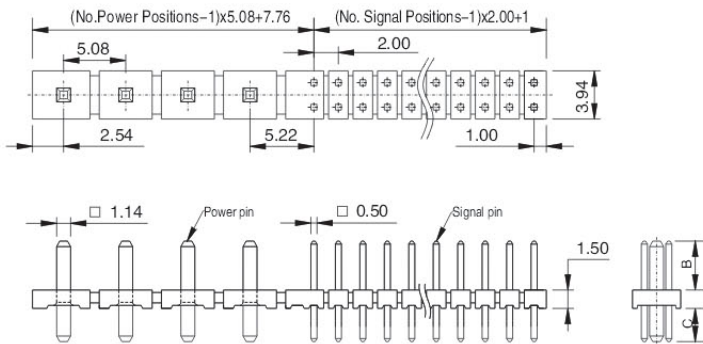 (No.Power Positions-1)x5.08+7.76
(No. Signal Positions-1)x2.00+1
5.08
2.00
3.94
2.54
5.22
1.00
□ 1.14
Power pin
□ 0.50
Signal pin
1.50
B
C